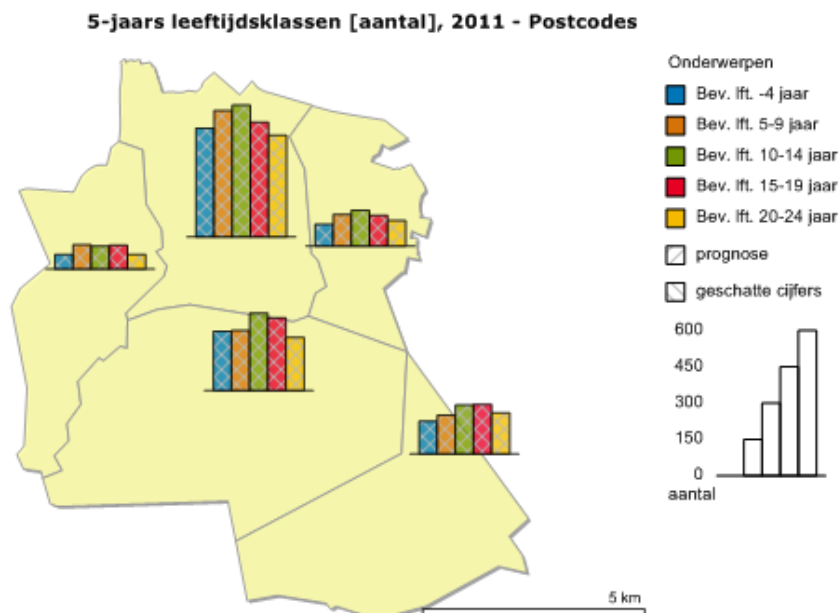 5-jaars leeftijdsklassen [aantal], 2011 - Postcodes
Onderwerpen
Bev. lft. -4 jaar
Bev. lft. 5-9 jaar
Bev. lft. 10-14 jaar
Bev. lft. 15-19 jaar
Bev. lft. 20-24 jaar
prognose
geschatte cijfers
600
450
300
150
0
aantal
5 km